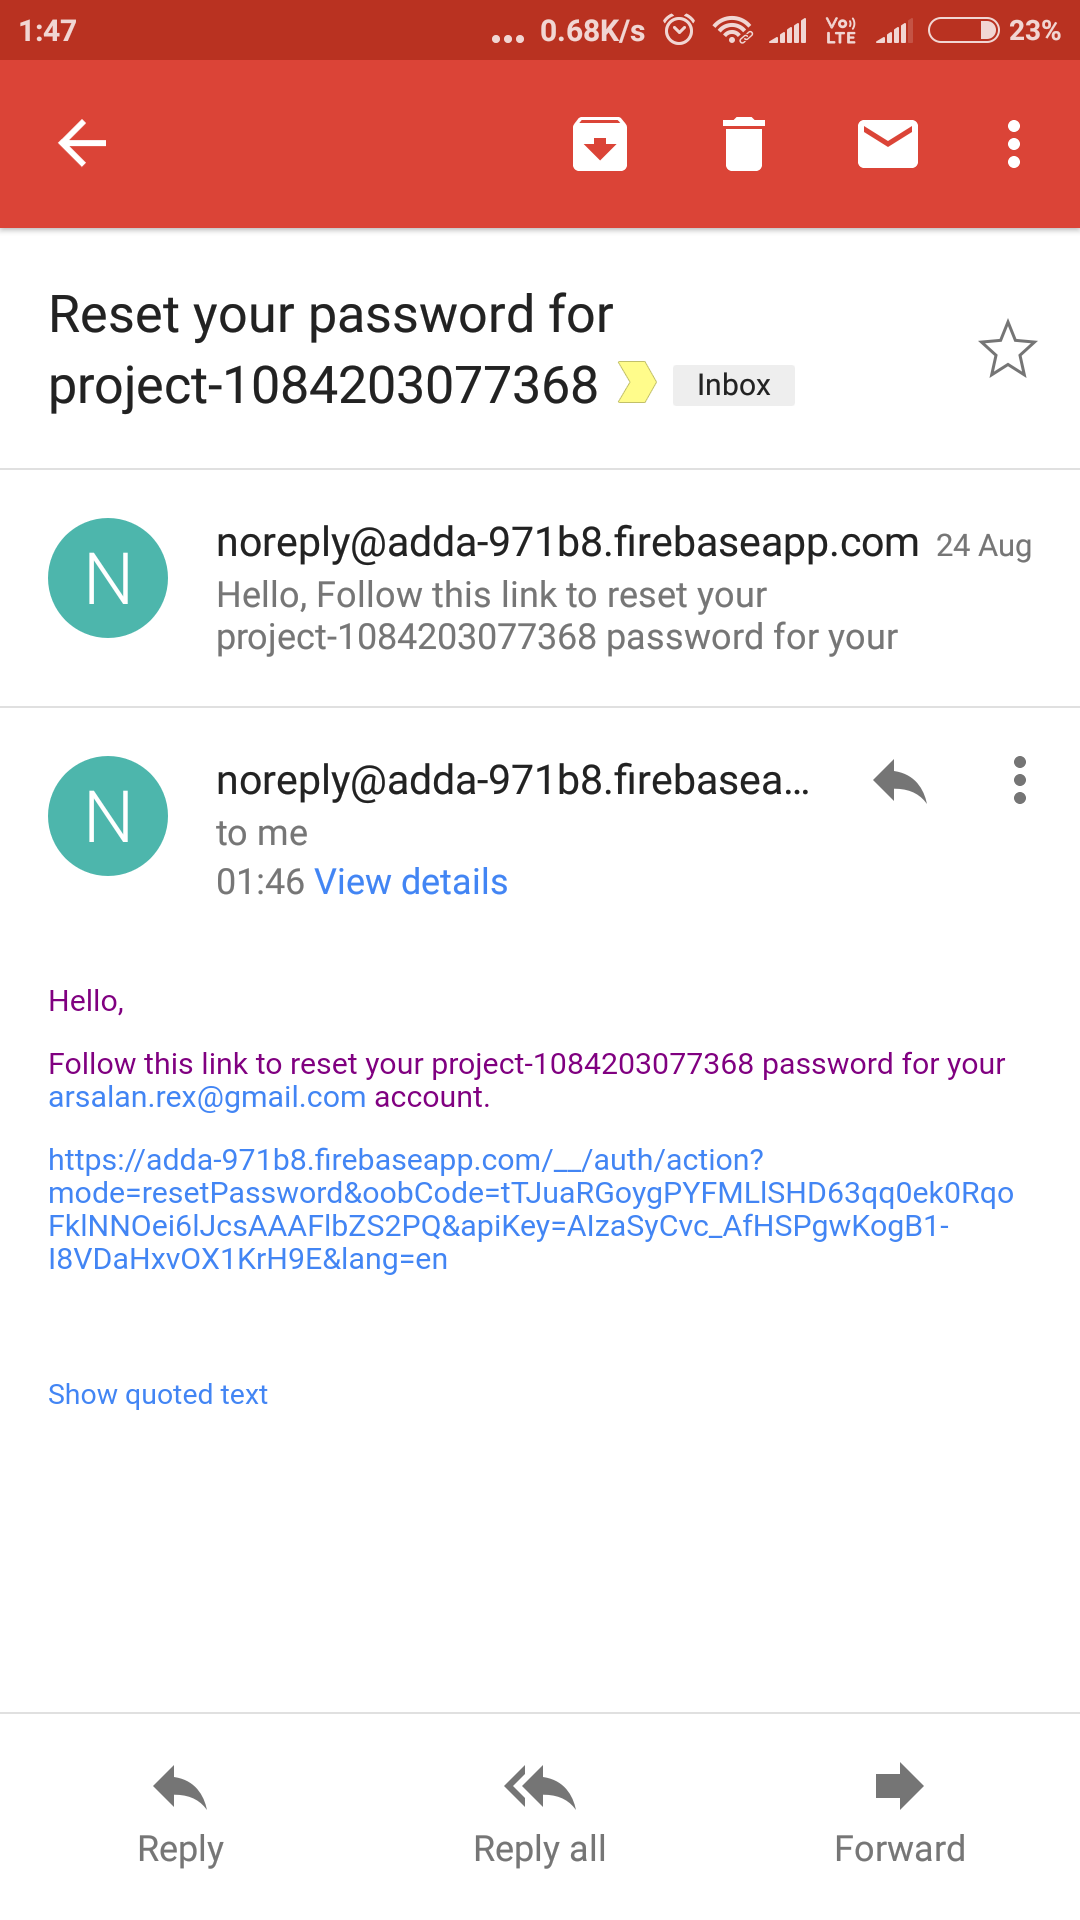 1:47 ... 0.68K/s VoLTE 23%
Reset your password for
project-1084203077368 Inbox
N noreply@adda-971b8.firebaseapp.com 24 Aug
Hello, Follow this link to reset your
project-1084203077368 password for your
N noreply@adda-971b8.firebasea...
to me
01:46 View details
Hello,
Follow this link to reset your project-1084203077368 password for your
arsalan.rex@gmail.com account.
https://adda-971b8.firebaseapp.com/__/auth/action?
mode=resetPassword&oobCode=tTJuaRGoygPYFMLlSHD63qq0ek0Rqo
FklNNOei6lJcsAAAFlbZS2PQ&apiKey=AIzaSyCvc_AfHSPgwKogB1-
I8VDaHxvOX1KrH9E&lang=en
Show quoted text
Reply Reply all Forward